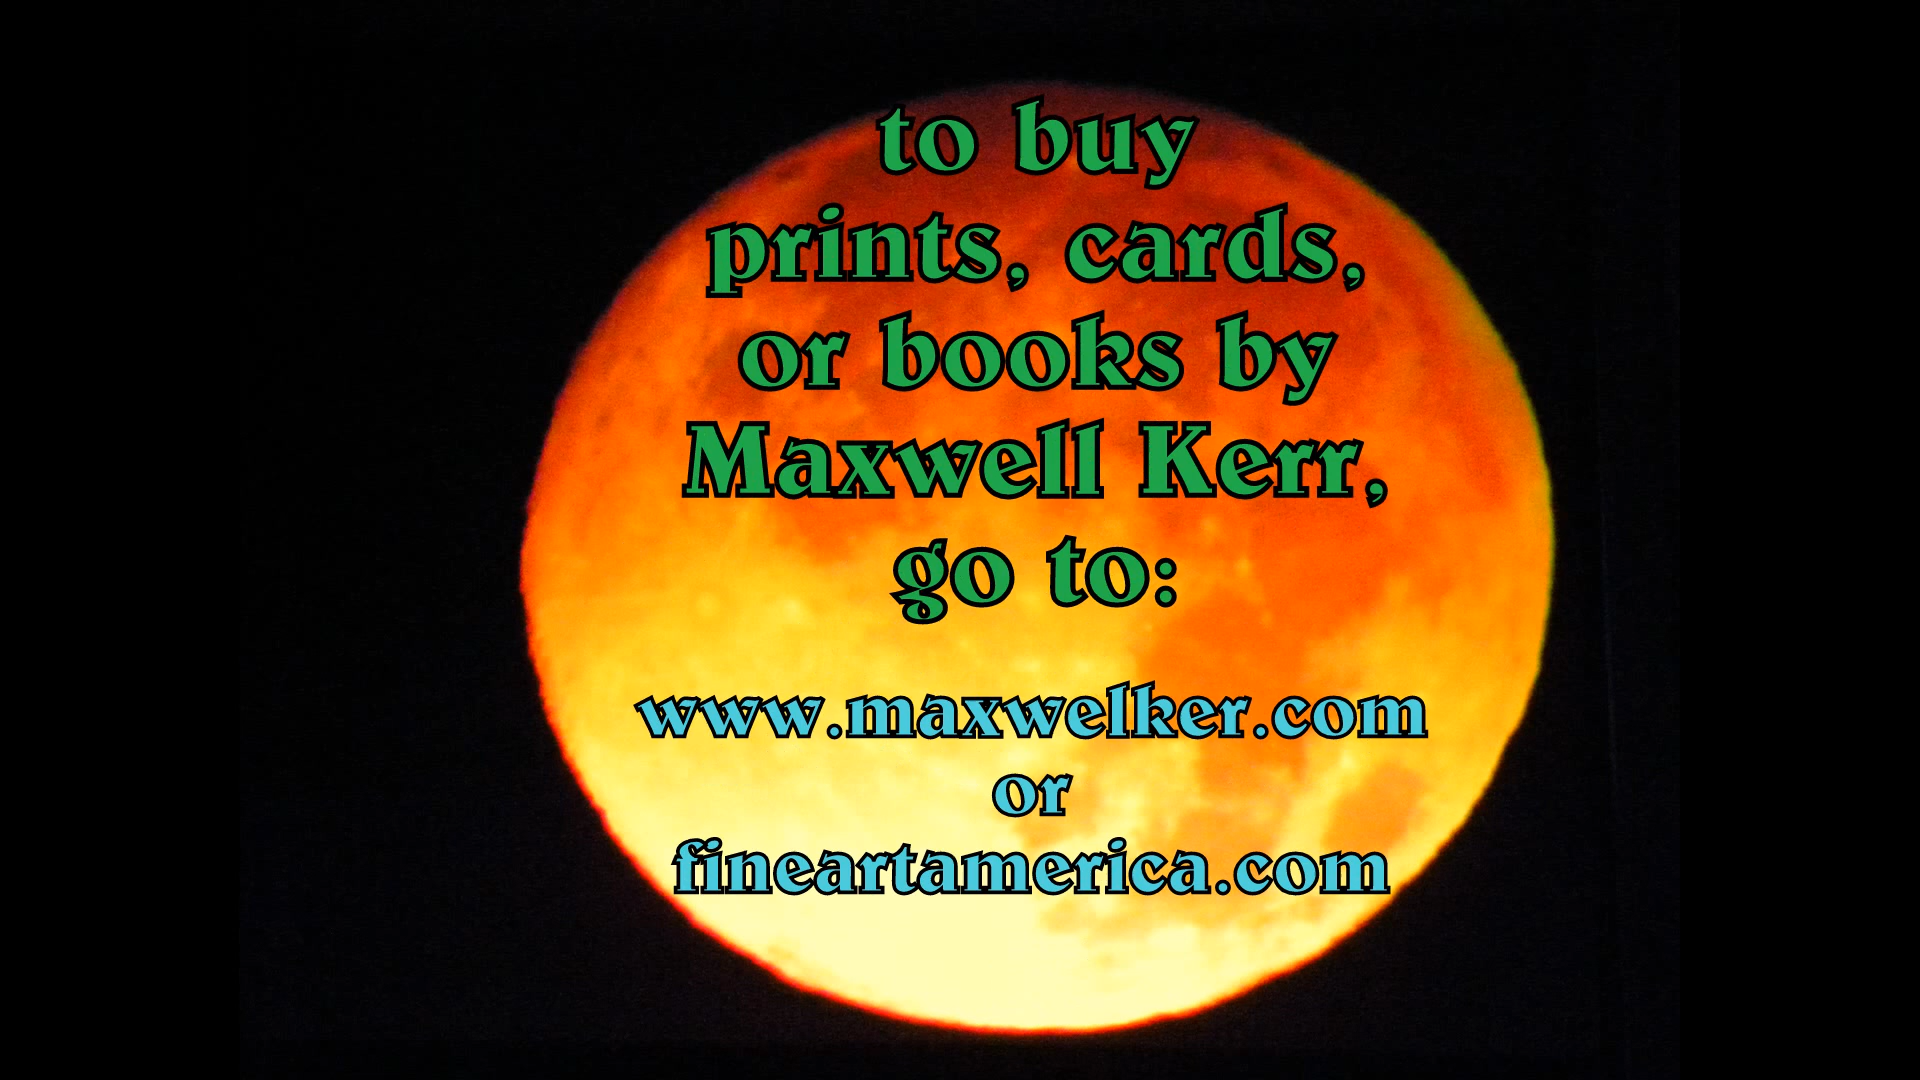 to buy
prints, cards,
or books by
Maxwell Kerr,
go to:
www.maxwelker.com
or
fineartamerica.com